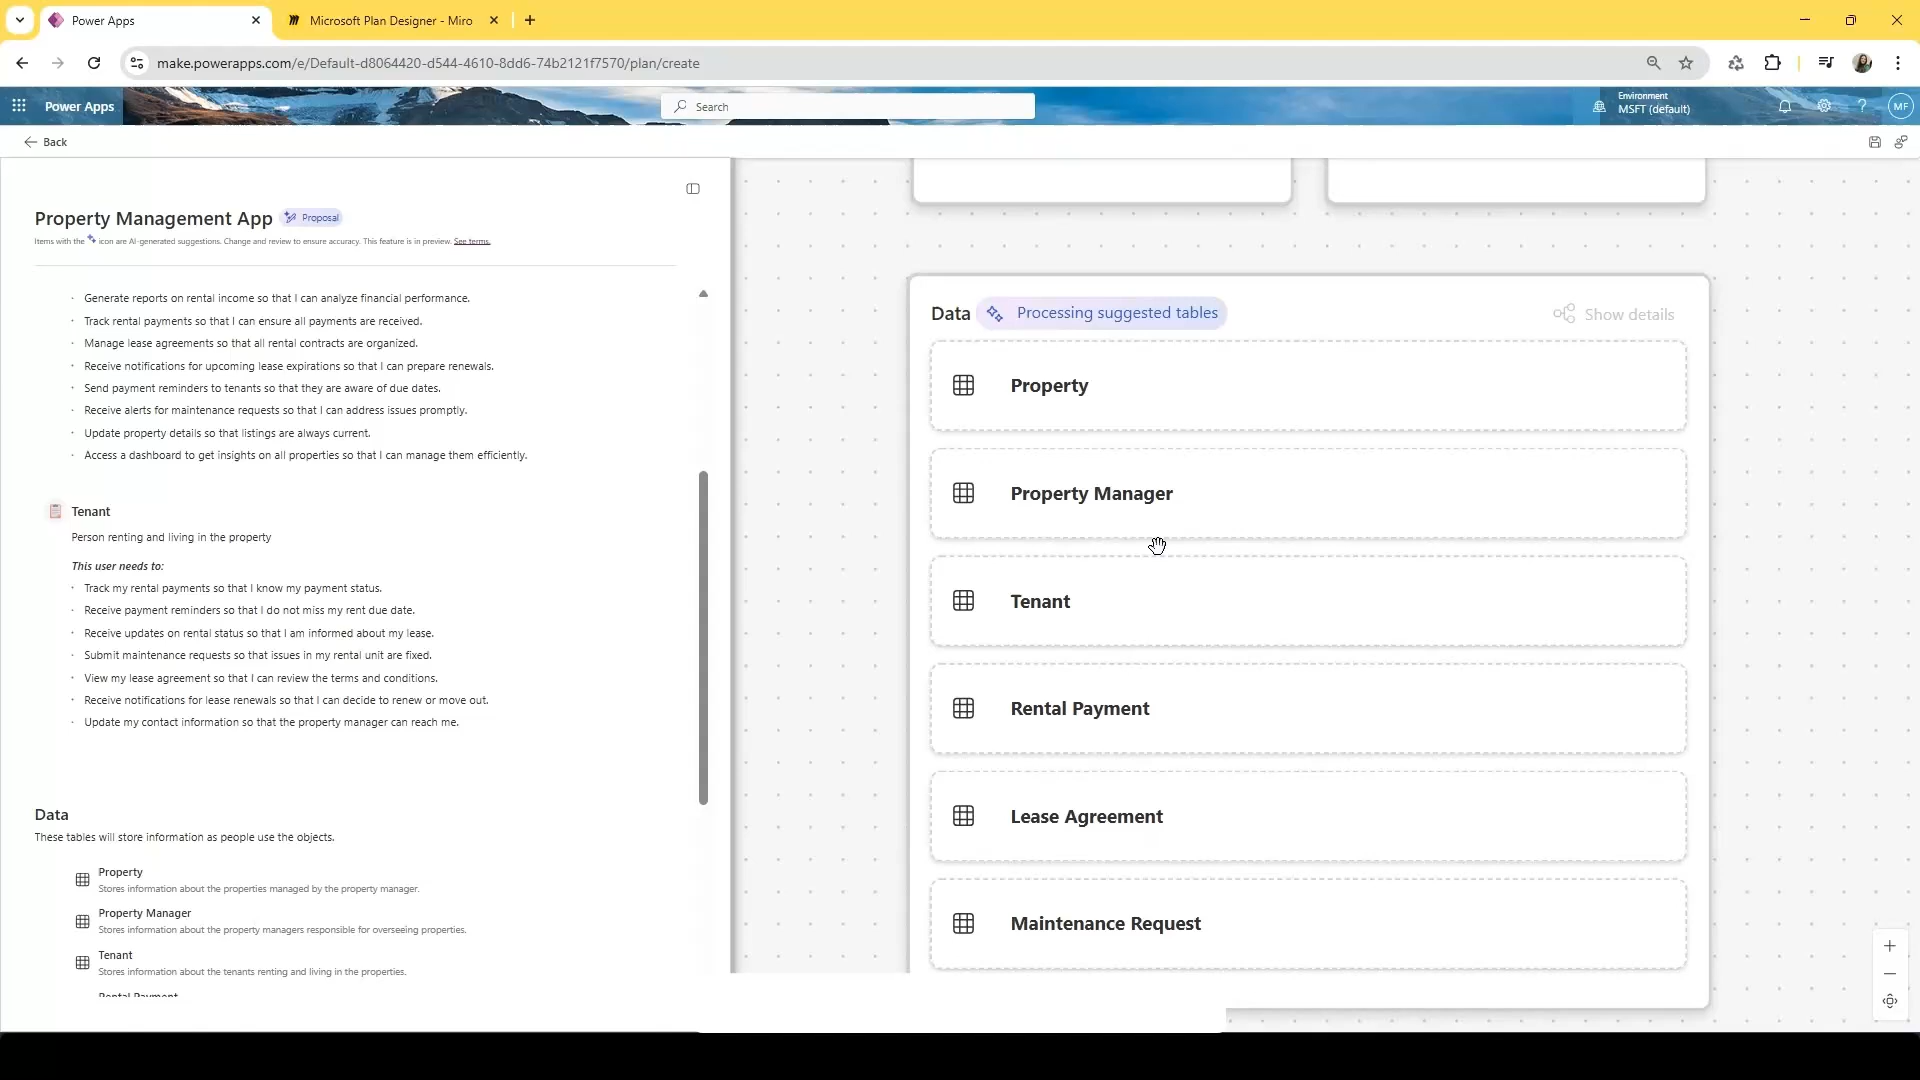 Power Apps
Microsoft Plan Designer - Miro
make.powerapps.com/e/Default-d8064420-d544-4610-8dd6-74b2121f7570/plan/create
Power Apps
Search
Environment
MSFT (default)
MF
Back
Property Management App
Proposal
Items with the icon are AI-generated suggestions. Change and review to ensure accuracy. This feature is in preview. See terms.
· Generate reports on rental income so that I can analyze financial performance.
· Track rental payments so that I can ensure all payments are received.
· Manage lease agreements so that all rental contracts are organized.
· Receive notifications for upcoming lease expirations so that I can prepare renewals.
· Send payment reminders to tenants so that they are aware of due dates.
· Receive alerts for maintenance requests so that I can address issues promptly.
· Update property details so that listings are always current.
· Access a dashboard to get insights on all properties so that I can manage them efficiently.
Tenant
Person renting and living in the property
This user needs to:
· Track my rental payments so that I know my payment status.
· Receive payment reminders so that I do not miss my rent due date.
· Receive updates on rental status so that I am informed about my lease.
· Submit maintenance requests so that issues in my rental unit are fixed.
· View my lease agreement so that I can review the terms and conditions.
· Receive notifications for lease renewals so that I can decide to renew or move out.
· Update my contact information so that the property manager can reach me.
Data
These tables will store information as people use the objects.
Property
Stores information about the properties managed by the property manager.
Property Manager
Stores information about the property managers responsible for overseeing properties.
Tenant
Stores information about the tenants renting and living in the properties.
Rental Payment
Data
Processing suggested tables
Show details
Property
Property Manager
Tenant
Rental Payment
Lease Agreement
Maintenance Request